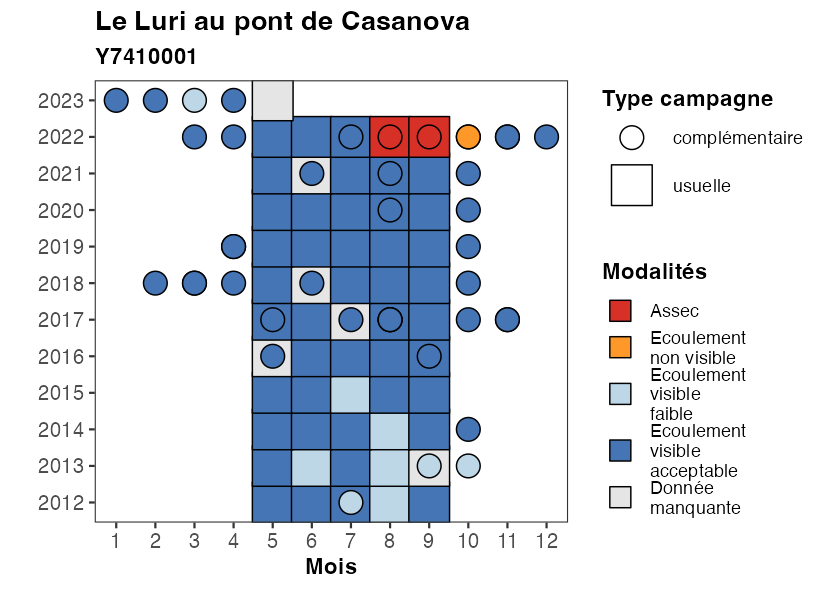 Le Luri au pont de Casanova
Y7410001
2023
2022
2021
2020
2019
2018
2017
2016
2015
2014
2013
2012
1 2 3 4 5 6 7 8 9 10 11 12
Mois
Type campagne
complémentaire
usuelle
Modalités
Assec
Ecoulement
non visible
Ecoulement
visible
faible
Ecoulement
visible
acceptable
Donnée
manquante